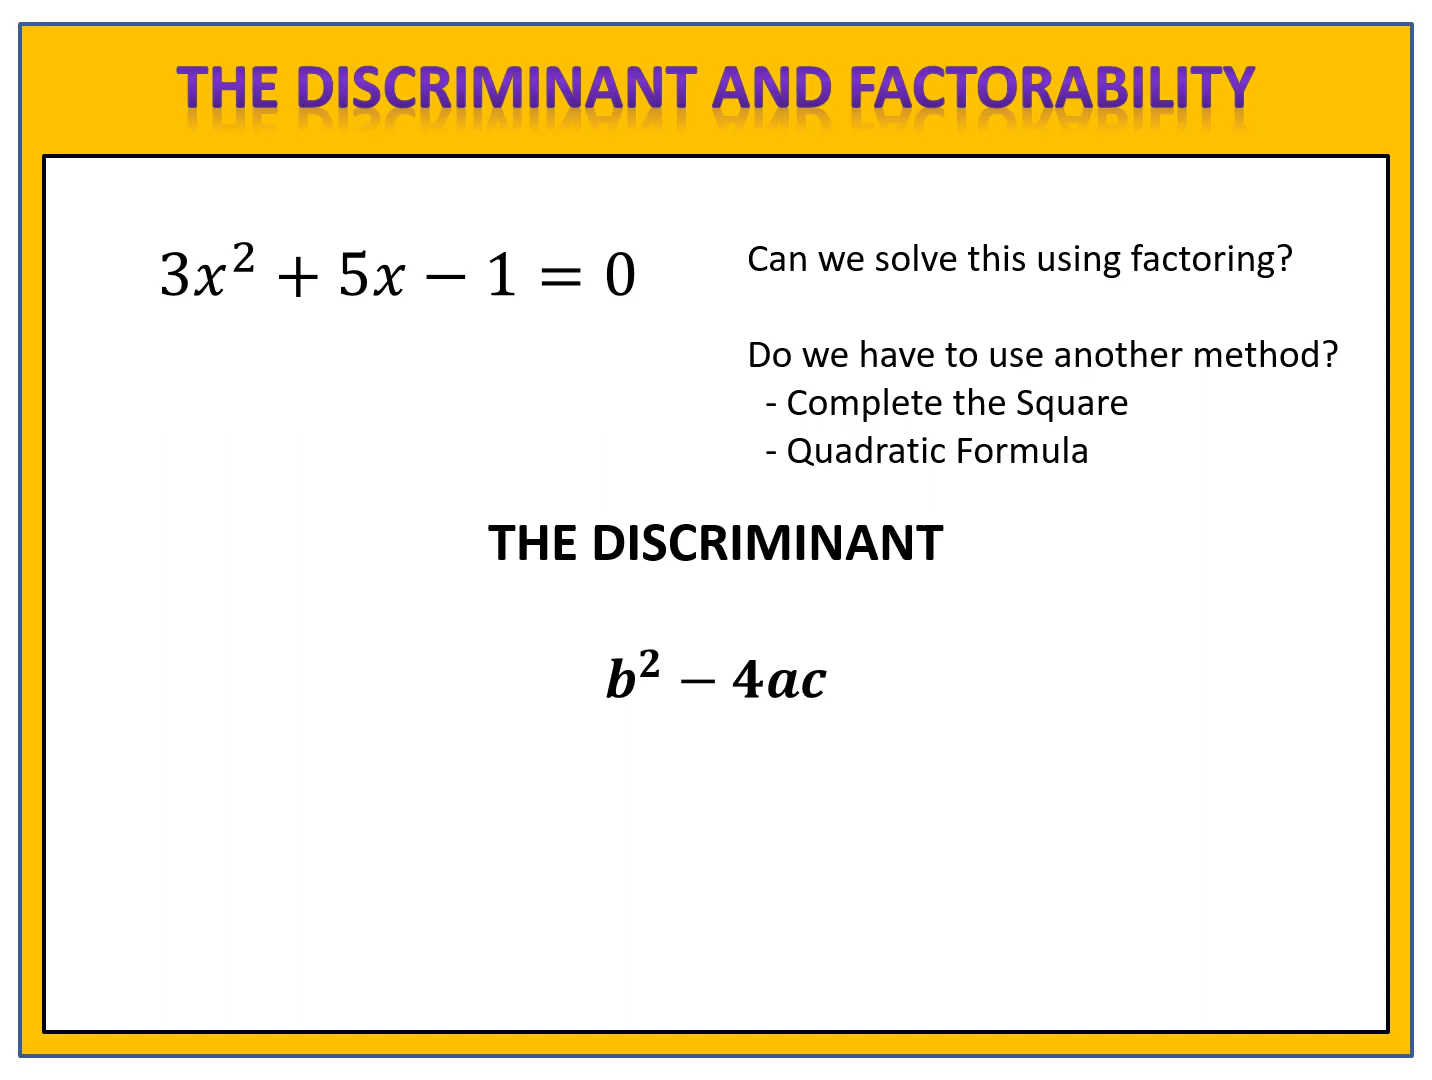 THE DISCRIMINANT AND FACTORABILITY
3x² + 5x − 1 = 0
Can we solve this using factoring?
Do we have to use another method?
- Complete the Square
- Quadratic Formula
THE DISCRIMINANT
b² − 4ac